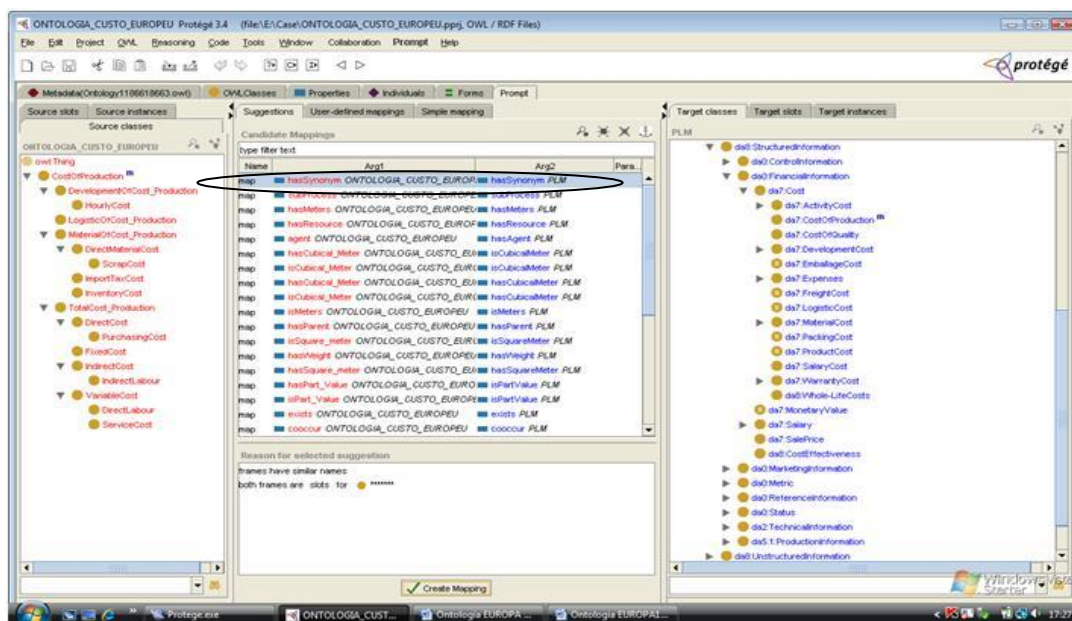 ONTOLOGIA_CUSTO_EUROPEU Protégé 3.4 (file:\E:\Case\ONTOLOGIA_CUSTO_EUROPEU.pprj, OWL / RDF Files)
File Edit Project OWL Reasoning Code Tools Window Collaboration Prompt Help
protégé
Metadata(Ontology1186618663.owl) OWLClasses Properties Individuals Forms Prompt
Source slots Source instances
Source classes
ONTOLOGIA_CUSTO_EUROPEU
owl:Thing
CostOfProduction m
DevelopmentOfCost_Production
HourlyCost
LogisticOfCost_Production
MaterialOfCost_Production
DirectMaterialCost
ScrapCost
ImportTaxCost
InventoryCost
TotalCost_Production
DirectCost
PurchasingCost
FixedCost
IndirectCost
IndirectLabour
VariableCost
DirectLabour
ServiceCost
Suggestions User-defined mappings Simple mapping
Candidate Mappings
type filter text
Name Arg1 Arg2 Para...
map hasSynonym ONTOLOGIA_CUSTO_EUROP hasSynonym PLM
map subProcess ONTOLOGIA_CUSTO_EUROPEU subProcess PLM
map hasMeters ONTOLOGIA_CUSTO_EUROPEU hasMeters PLM
map hasResource ONTOLOGIA_CUSTO_EUROP hasResource PLM
map agent ONTOLOGIA_CUSTO_EUROPEU hasAgent PLM
map hasCubical_Meter ONTOLOGIA_CUSTO_EU isCubicalMeter PLM
map isCubical_Meter ONTOLOGIA_CUSTO_EUR isCubicalMeter PLM
map hasCubical_Meter ONTOLOGIA_CUSTO_EU hasCubicalMeter PLM
map isCubical_Meter ONTOLOGIA_CUSTO_EUR hasCubicalMeter PLM
map isMeters ONTOLOGIA_CUSTO_EUROPEU isMeters PLM
map hasParent ONTOLOGIA_CUSTO_EUROPEU hasParent PLM
map isSquare_meter ONTOLOGIA_CUSTO_EUR isSquareMeter PLM
map hasWeight ONTOLOGIA_CUSTO_EUROPEU hasWeight PLM
map hasSquare_meter ONTOLOGIA_CUSTO_EU hasSquareMeter PLM
map hasPart_Value ONTOLOGIA_CUSTO_EURO isPartValue PLM
map isPart_Value ONTOLOGIA_CUSTO_EUROPE isPartValue PLM
map exists ONTOLOGIA_CUSTO_EUROPEU exists PLM
map cooccur ONTOLOGIA_CUSTO_EUROPEU cooccur PLM
Reason for selected suggestion
frames have similar names
both frames are slots for *******
Create Mapping
Target classes Target slots Target instances
PLM
da8:StructuredInformation
da0:ControlInformation
da0:FinancialInformation
da7:Cost
da7:ActivityCost
da7:CostOfProduction m
da7:CostOfQuality
da7:DevelopmentCost
da7:EmballageCost
da7:Expenses
da7:FreightCost
da7:LogisticCost
da7:MaterialCost
da7:PackingCost
da7:ProductCost
da7:SalaryCost
da7:WarrantyCost
da8:Whole-LifeCosts
da7:MonetaryValue
da7:Salary
da7:SalePrice
da8:CostEffectiveness
da0:MarketingInformation
da0:Metric
da0:ReferenceInformation
da0:Status
da2:TechnicalInformation
da5.1:ProductionInformation
da8:UnstructuredInformation
Windows Vista
Starter
Protege.exe ONTOLOGIA_CUST... Ontologia EUROPA ... Ontologia EUROPA1... 17:27